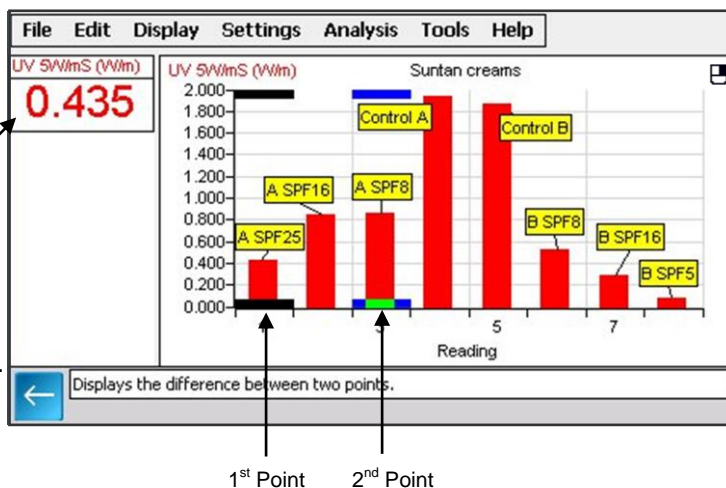 File Edit Display Settings Analysis Tools Help
UV 5W/mS (W/m)
0.435
UV 5W/mS (W/m) Suntan creams
2.000
1.800
1.600
1.400
1.200
1.000
0.800
0.600
0.400
0.200
0.000
A SPF25
A SPF16
A SPF8
Control A
Control B
B SPF8
B SPF16
B SPF5
5 7
Reading
Displays the difference between two points.
1st Point 2nd Point